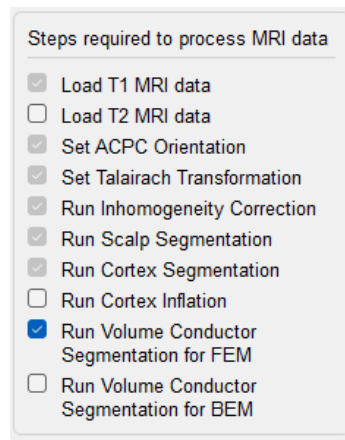 Steps required to process MRI data
Load T1 MRI data
Load T2 MRI data
Set ACPC Orientation
Set Talairach Transformation
Run Inhomogeneity Correction
Run Scalp Segmentation
Run Cortex Segmentation
Run Cortex Inflation
Run Volume Conductor
Segmentation for FEM
Run Volume Conductor
Segmentation for BEM